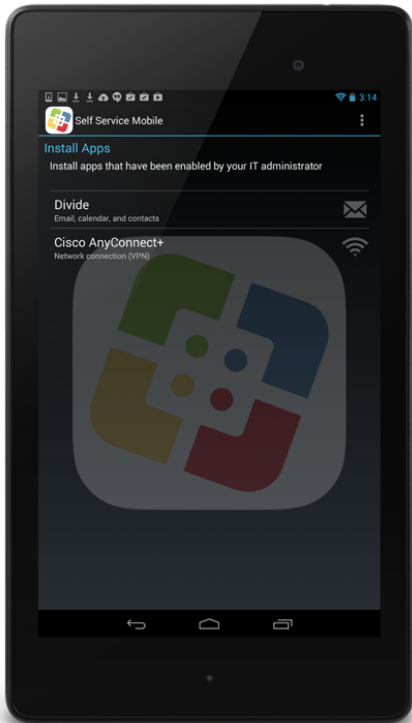 3:14
Self Service Mobile
Install Apps
Install apps that have been enabled by your IT administrator
Divide
Email, calendar, and contacts
Cisco AnyConnect+
Network connection (VPN)